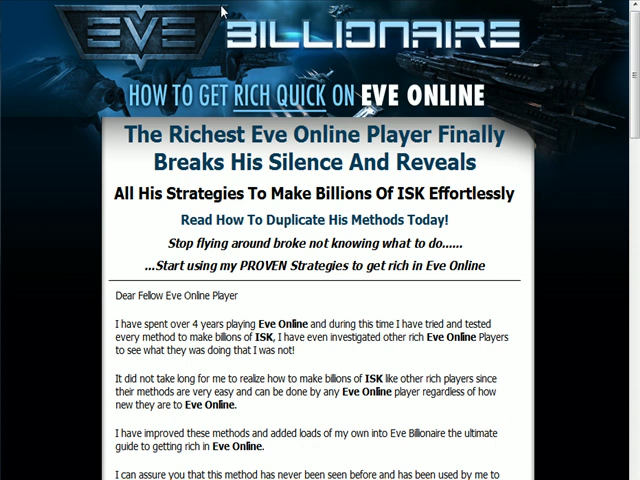 EVE BILLIONAIRE
HOW TO GET RICH QUICK ON EVE ONLINE
The Richest Eve Online Player Finally
Breaks His Silence And Reveals
All His Strategies To Make Billions Of ISK Effortlessly
Read How To Duplicate His Methods Today!
Stop flying around broke not knowing what to do......
...Start using my PROVEN Strategies to get rich in Eve Online
Dear Fellow Eve Online Player
I have spent over 4 years playing Eve Online and during this time I have tried and tested
every method to make billons of ISK, I have even investigated other rich Eve Online Players
to see what they was doing that I was not!
It did not take long for me to realize how to make billons of ISK like other rich players since
their methods are very easy and can be done by any Eve Online player regardless of how
new they are to Eve Online.
I have improved these methods and added loads of my own into Eve Billonaire the ultimate
guide to getting rich in Eve Online.
I can assure you that this method has never been seen before and has been used by me to